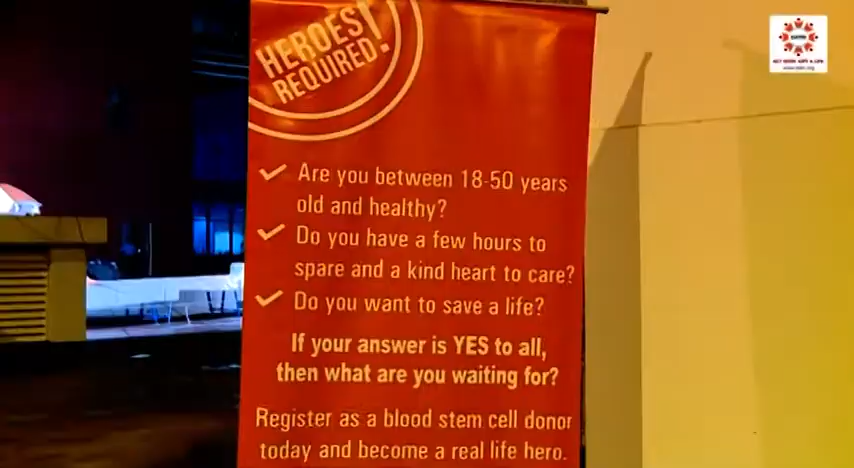 HEROES
REQUIRED!
Are you between 18-50 years
old and healthy?
Do you have a few hours to
spare and a kind heart to care?
Do you want to save a life?
If your answer is YES to all,
then what are you waiting for?
Register as a blood stem cell donor
today and become a real life hero.